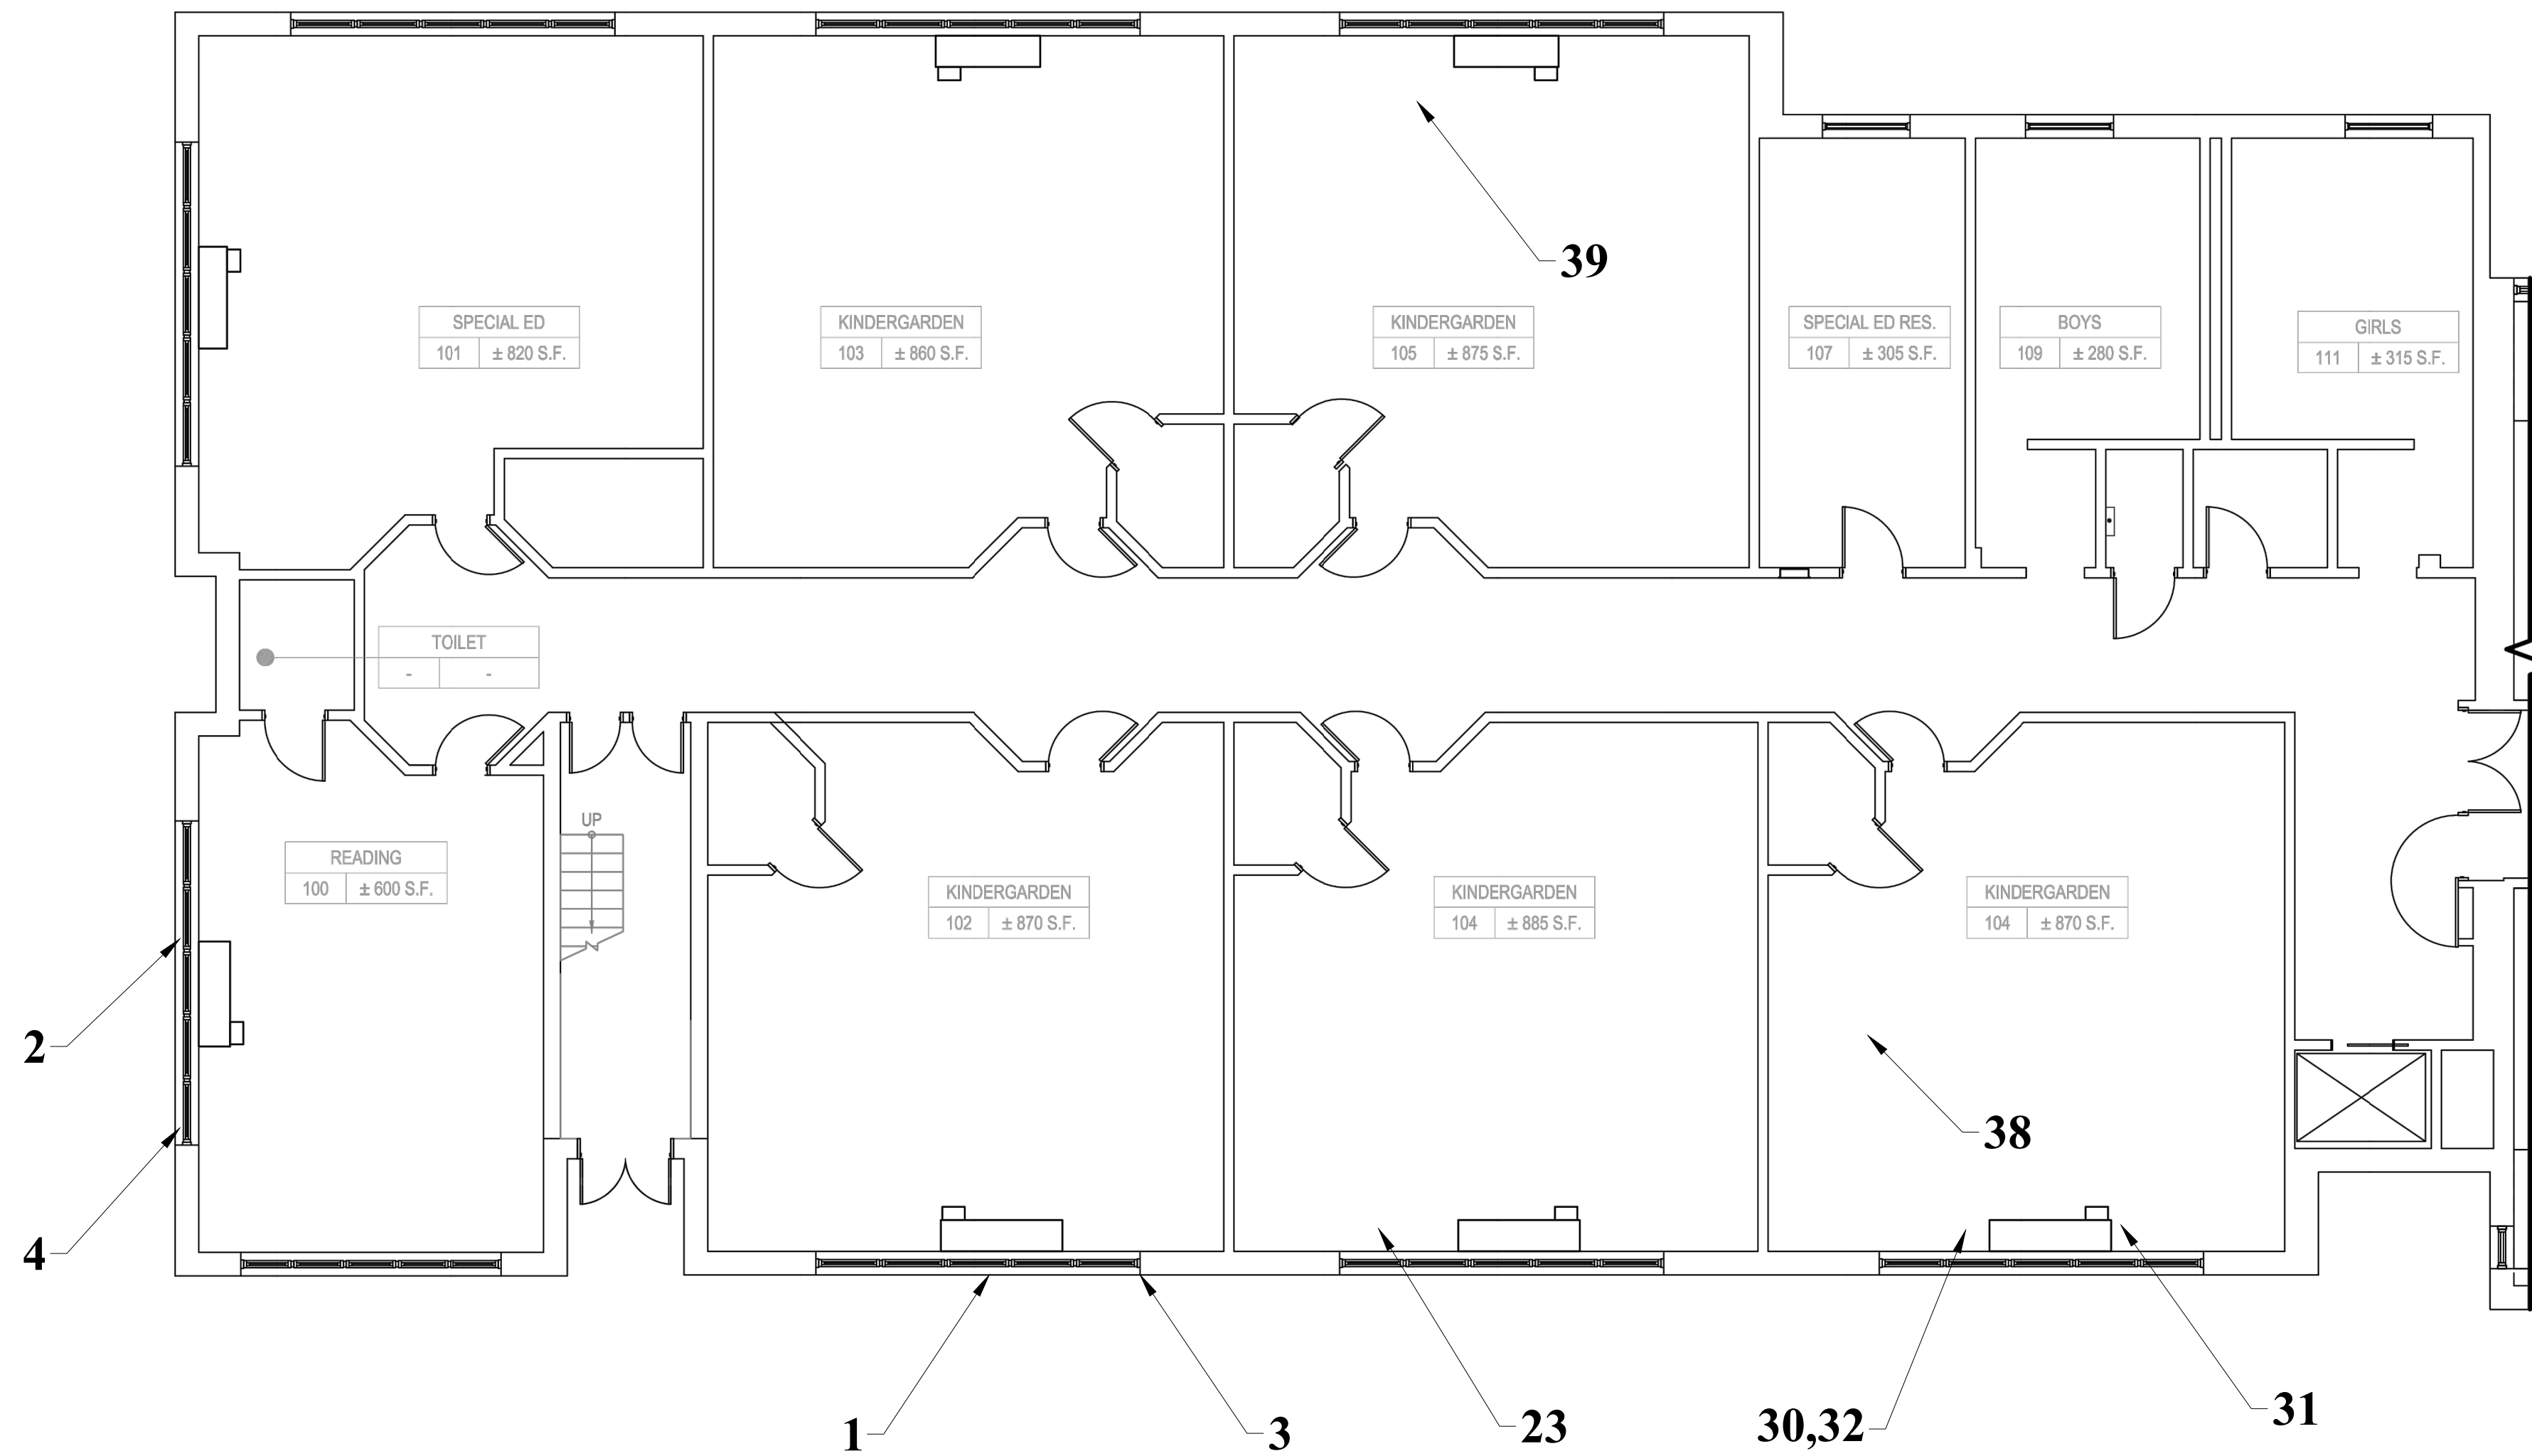 39
SPECIAL ED
101 ± 820 S.F.
KINDERGARDEN
103 ± 860 S.F.
KINDERGARDEN
105 ± 875 S.F.
SPECIAL ED RES.
107 ± 305 S.F.
BOYS
109 ± 280 S.F.
GIRLS
111 ± 315 S.F.
TOILET
- -
UP
READING
100 ± 600 S.F.
KINDERGARDEN
102 ± 870 S.F.
KINDERGARDEN
104 ± 885 S.F.
KINDERGARDEN
104 ± 870 S.F.
2
38
4
1
3
23
30,32
31